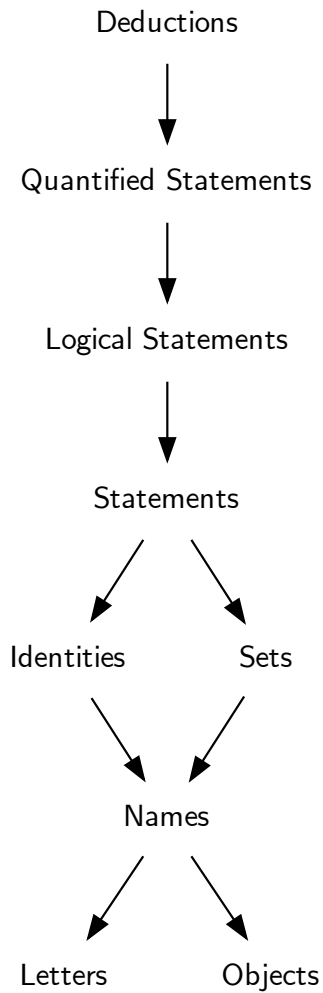 Deductions
Quantified Statements
Logical Statements
Statements
Identities
Sets
Names
Letters
Objects